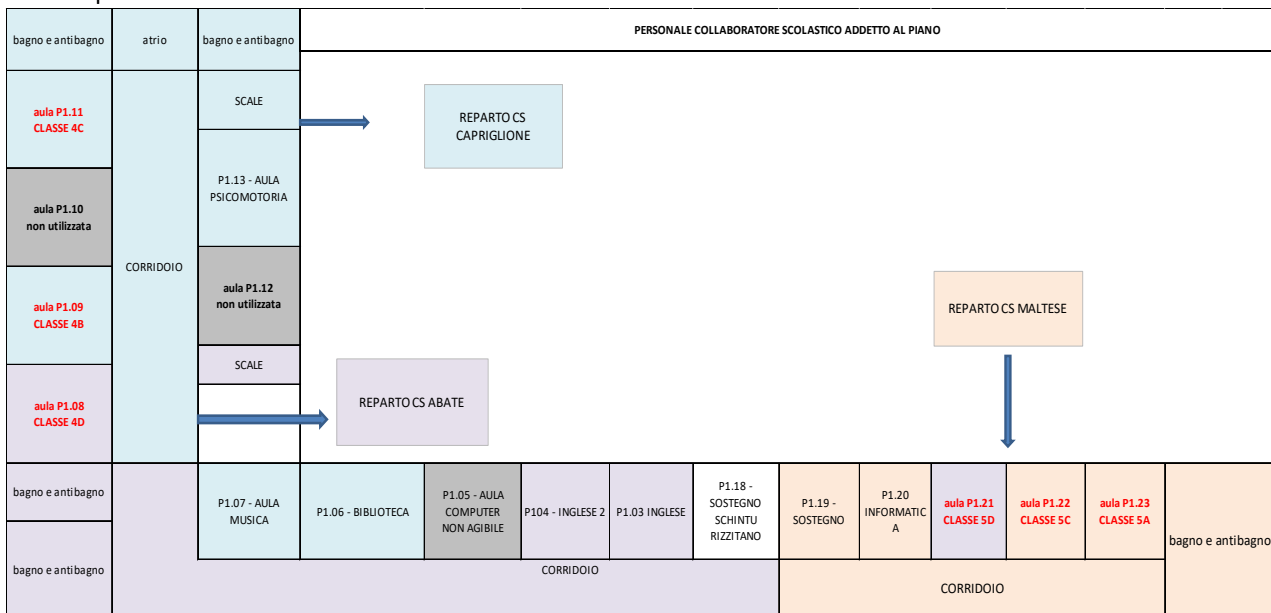 bagno e antibagno
atrio
bagno e antibagno
PERSONALE COLLABORATORE SCOLASTICO ADDETTO AL PIANO
aula P1.11
CLASSE 4C
SCALE
REPARTO CS
CAPRIGLIONE
P1.13 - AULA
PSICOMOTORIA
aula P1.10
non utilizzata
CORRIDOIO
aula P1.12
non utilizzata
aula P1.09
CLASSE 4B
REPARTO CS MALTESE
SCALE
aula P1.08
CLASSE 4D
REPARTO CS ABATE
bagno e antibagno
P1.07 - AULA
MUSICA
P1.06 - BIBLIOTECA
P1.05 - AULA
COMPUTER
NON AGIBILE
P104 - INGLESE 2
P1.03 INGLESE
P1.18 -
SOSTEGNO
SCHINTU
RIZZITANO
P1.19 -
SOSTEGNO
P1.20
INFORMATIC
A
aula P1.21
CLASSE 5D
aula P1.22
CLASSE 5C
aula P1.23
CLASSE 5A
bagno e antibagno
bagno e antibagno
CORRIDOIO
CORRIDOIO